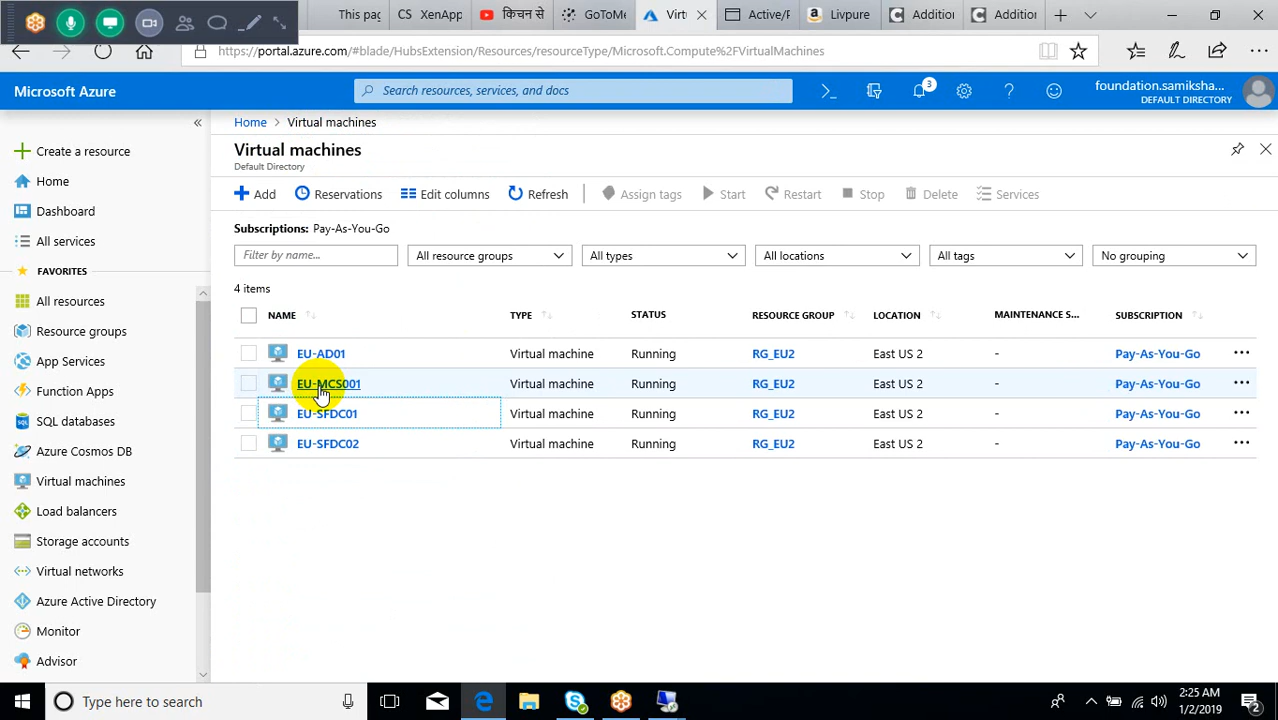 This pag
CS XenApp
किचन से
GoToMe
Virtu
Active/
Livpure
C Addition
C Addition
https://portal.azure.com/#blade/HubsExtension/Resources/resourceType/Microsoft.Compute%2FVirtualMachines
Microsoft Azure
Search resources, services, and docs
3
foundation.samiksha...
DEFAULT DIRECTORY
Create a resource
Home
Dashboard
All services
FAVORITES
All resources
Resource groups
App Services
Function Apps
SQL databases
Azure Cosmos DB
Virtual machines
Load balancers
Storage accounts
Virtual networks
Azure Active Directory
Monitor
Advisor
Home > Virtual machines
Virtual machines
Default Directory
Add Reservations Edit columns Refresh Assign tags Start Restart Stop Delete Services
Subscriptions: Pay-As-You-Go
Filter by name... All resource groups All types All locations All tags No grouping
4 items
NAME TYPE STATUS RESOURCE GROUP LOCATION MAINTENANCE S... SUBSCRIPTION
EU-AD01 Virtual machine Running RG_EU2 East US 2 - Pay-As-You-Go ...
EU-MCS001 Virtual machine Running RG_EU2 East US 2 - Pay-As-You-Go ...
EU-SFDC01 Virtual machine Running RG_EU2 East US 2 - Pay-As-You-Go ...
EU-SFDC02 Virtual machine Running RG_EU2 East US 2 - Pay-As-You-Go ...
Type here to search
2:25 AM
1/2/2019
2